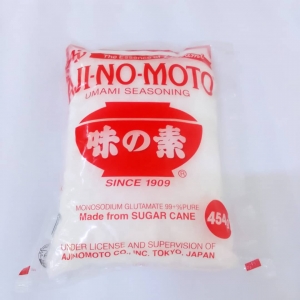 AJI-NO-MOTO
UMAMI SEASONING
味の素
®
SINCE 1909
MONOSODIUM GLUTAMATE 99+%PURE
Made from SUGAR CANE
454g
UNDER LICENSE AND SUPERVISION OF
AJINOMOTO CO., INC. TOKYO, JAPAN